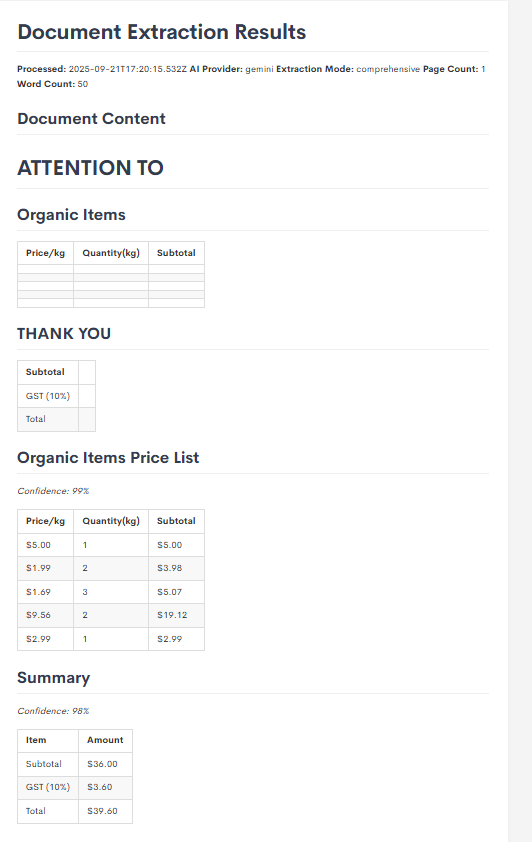 Document Extraction Results
Processed: 2025-09-21T17:20:15.532Z AI Provider: gemini Extraction Mode: comprehensive Page Count: 1
Word Count: 50
Document Content
ATTENTION TO
Organic Items
Price/kg Quantity(kg) Subtotal
THANK YOU
Subtotal
GST (10%)
Total
Organic Items Price List
Confidence: 99%
Price/kg Quantity(kg) Subtotal
$5.00 1 $5.00
$1.99 2 $3.98
$1.69 3 $5.07
$9.56 2 $19.12
$2.99 1 $2.99
Summary
Confidence: 98%
Item Amount
Subtotal $36.00
GST (10%) $3.60
Total $39.60